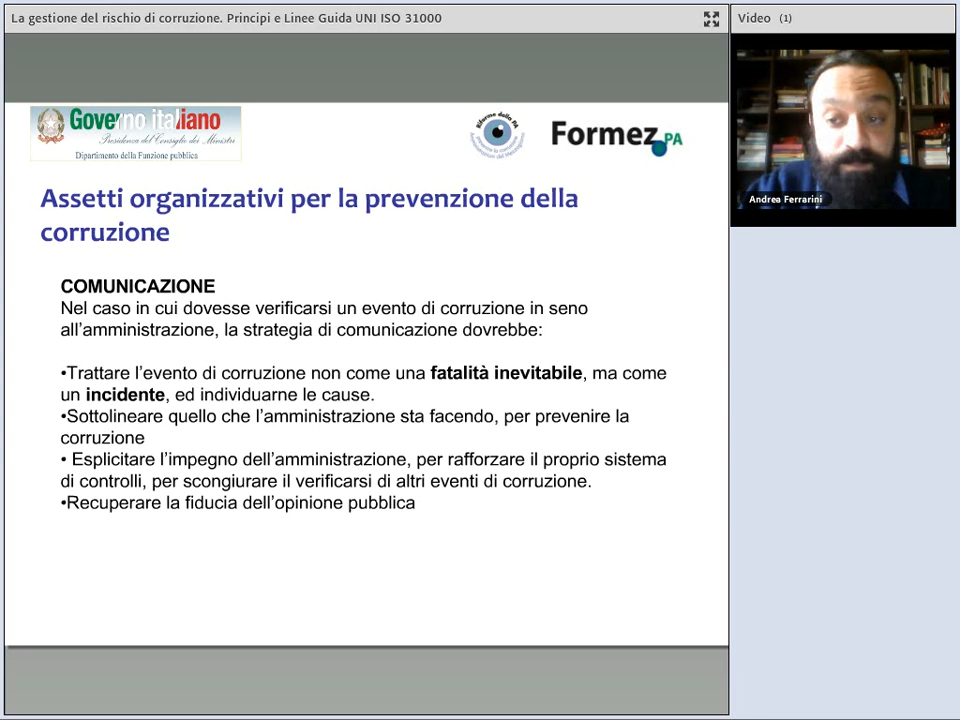 La gestione del rischio di corruzione. Principi e Linee Guida UNI ISO 31000
Video (1)
Governo italiano
Presidenza del Consiglio dei Ministri
Dipartimento della Funzione pubblica
Riforme della PA
Formez PA
Andrea Ferrarini
Assetti organizzativi per la prevenzione della
corruzione
COMUNICAZIONE
Nel caso in cui dovesse verificarsi un evento di corruzione in seno
all’amministrazione, la strategia di comunicazione dovrebbe:
•Trattare l’evento di corruzione non come una fatalità inevitabile, ma come
un incidente, ed individuarne le cause.
•Sottolineare quello che l’amministrazione sta facendo, per prevenire la
corruzione
• Esplicitare l’impegno dell’amministrazione, per rafforzare il proprio sistema
di controlli, per scongiurare il verificarsi di altri eventi di corruzione.
•Recuperare la fiducia dell’opinione pubblica